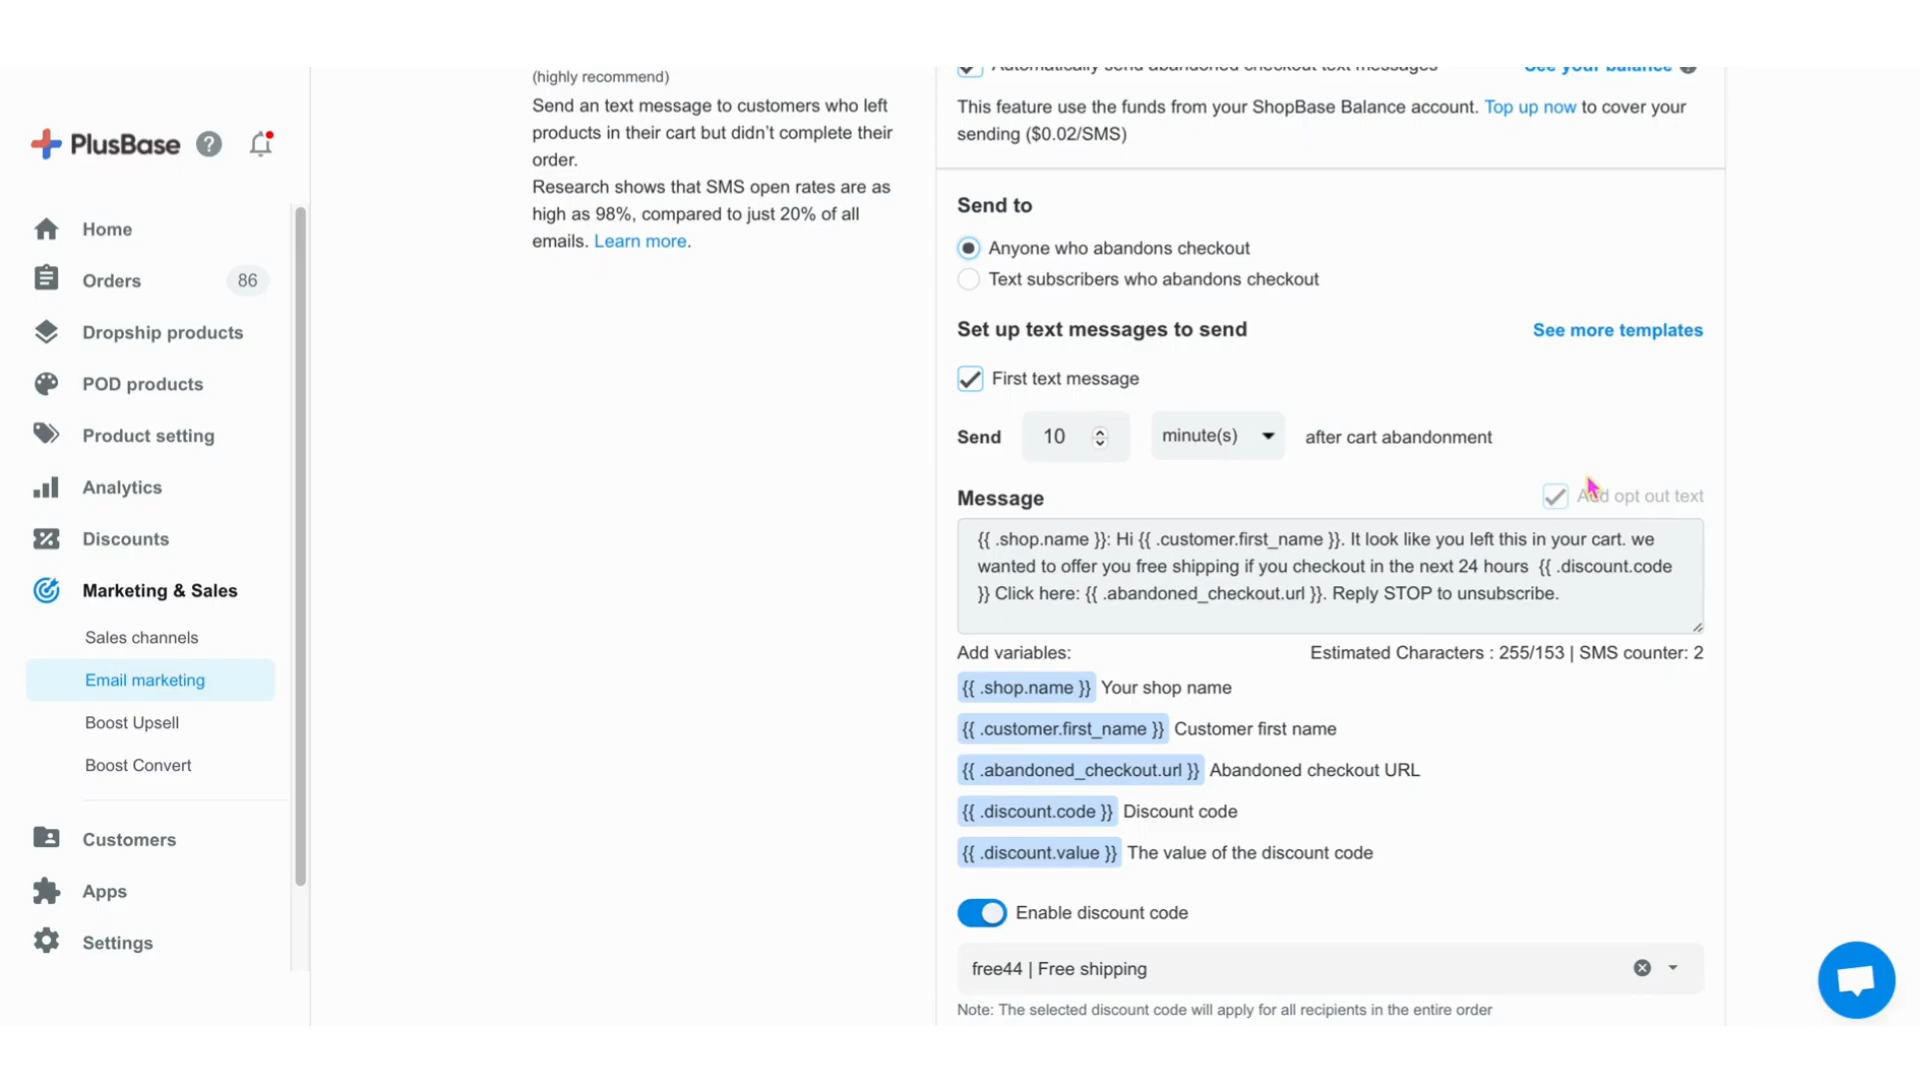 PlusBase ?
Home
Orders 86
Dropship products
POD products
Product setting
Analytics
Discounts
Marketing & Sales
Sales channels
Email marketing
Boost Upsell
Boost Convert
Customers
Apps
Settings
(highly recommend)
Send an text message to customers who left
products in their cart but didn't complete their
order.
Research shows that SMS open rates are as
high as 98%, compared to just 20% of all
emails. Learn more.
Automatically send abandoned checkout text messages See your balance
This feature use the funds from your ShopBase Balance account. Top up now to cover your
sending ($0.02/SMS)
Send to
Anyone who abandons checkout
Text subscribers who abandons checkout
Set up text messages to send See more templates
First text message
Send 10 minute(s) after cart abandonment
Message Add opt out text
{{ .shop.name }}: Hi {{ .customer.first_name }}. It look like you left this in your cart. we
wanted to offer you free shipping if you checkout in the next 24 hours {{ .discount.code
}} Click here: {{ .abandoned_checkout.url }}. Reply STOP to unsubscribe.
Add variables: Estimated Characters : 255/153 | SMS counter: 2
{{ .shop.name }} Your shop name
{{ .customer.first_name }} Customer first name
{{ .abandoned_checkout.url }} Abandoned checkout URL
{{ .discount.code }} Discount code
{{ .discount.value }} The value of the discount code
Enable discount code
free44 | Free shipping
Note: The selected discount code will apply for all recipients in the entire order